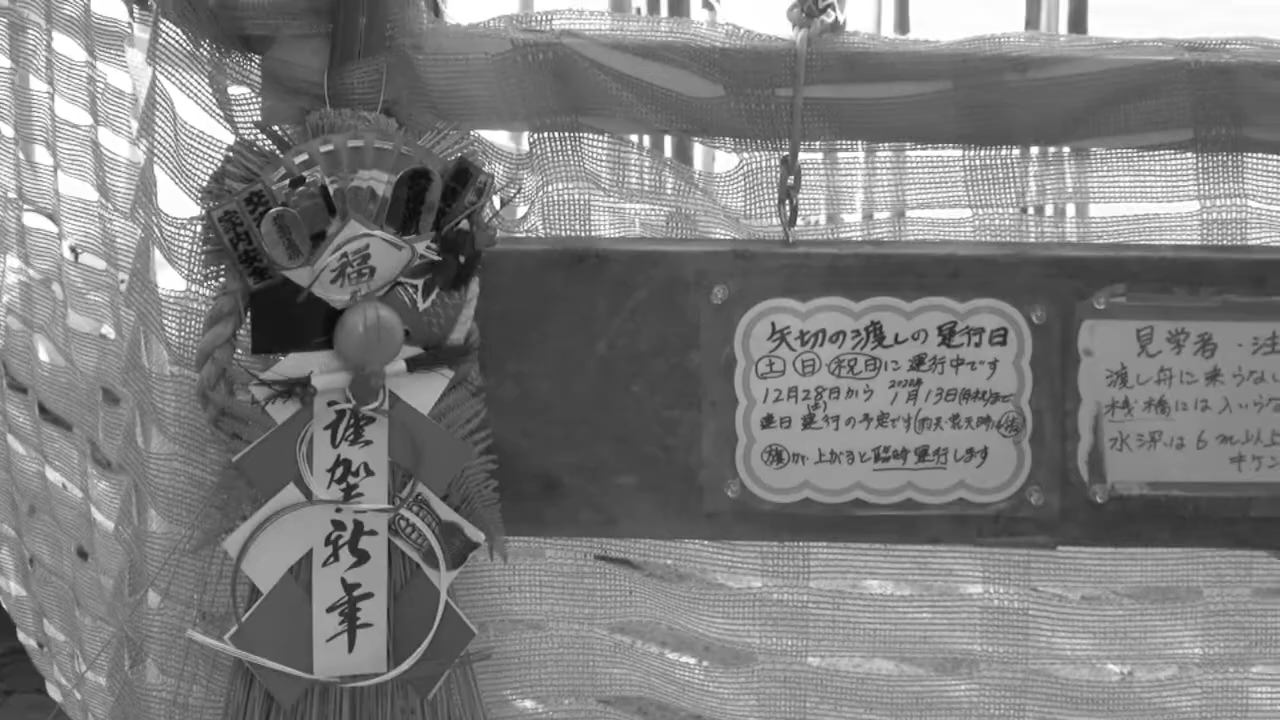 福
謹賀新年
矢切の渡しの運行日
土 日 祝日に運行中です
12月28日から 2020年 1月13日(月祝)まで
(土)
連日運行の予定です(雨天・荒天時は休)
旗が上がると臨時運行します
見学者・注
渡し舟に乗らない
桟橋には入いらな
水深は6m以上
キケン